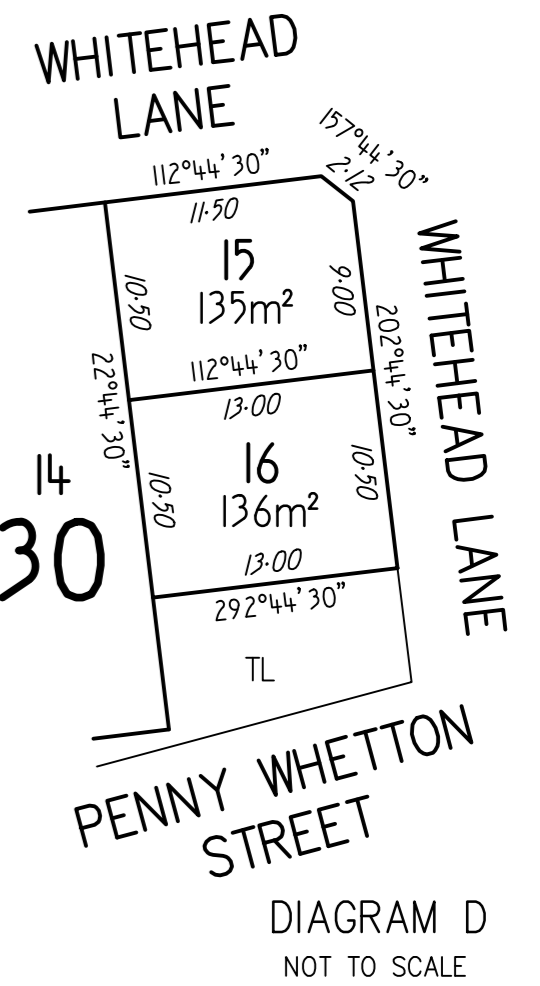 WHITEHEAD
LANE
157°44'30”
2·12
112°44'30”
11·50
15
135m²
10·50
9·00
WHITEHEAD LANE
202°44'30”
112°44'30”
13·00
22°44'30”
14
30
16
136m²
10·50
10·50
13·00
292°44'30”
TL
PENNY WHETTON
STREET
DIAGRAM D
NOT TO SCALE